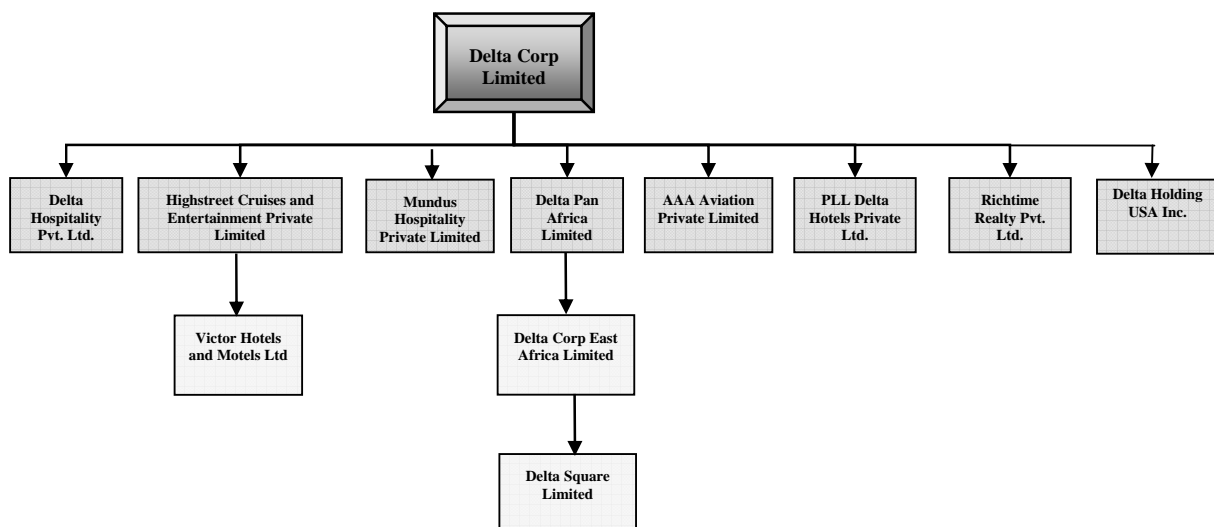 Delta Corp
Limited
Delta
Hospitality
Pvt. Ltd.
Highstreet Cruises and
Entertainment Private
Limited
Mundus
Hospitality
Private Limited
Delta Pan
Africa
Limited
AAA Aviation
Private Limited
PLL Delta
Hotels Private
Ltd.
Richtime
Realty Pvt.
Ltd.
Delta Holding
USA Inc.
Victor Hotels
and Motels Ltd
Delta Corp East
Africa Limited
Delta Square
Limited